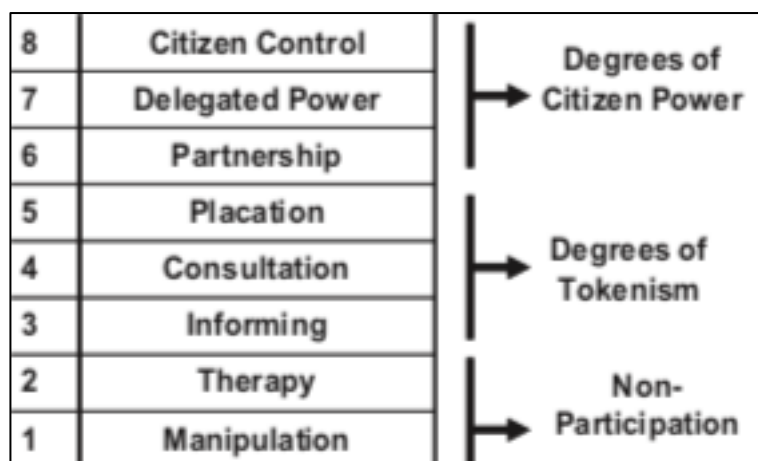 8 Citizen Control
7 Delegated Power
6 Partnership
Degrees of
Citizen Power
5 Placation
4 Consultation
3 Informing
Degrees of
Tokenism
2 Therapy
1 Manipulation
Non-
Participation